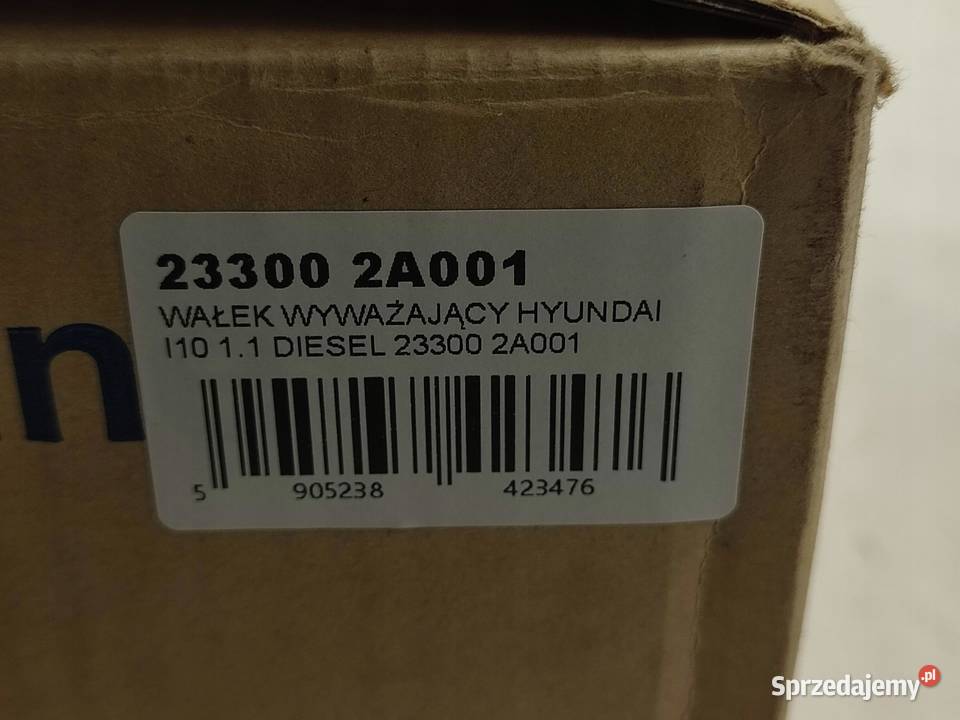 23300 2A001
WAŁEK WYWAŻAJĄCY HYUNDAI
I10 1.1 DIESEL 23300 2A001
5 905238 423476
Sprzedajemy.pl